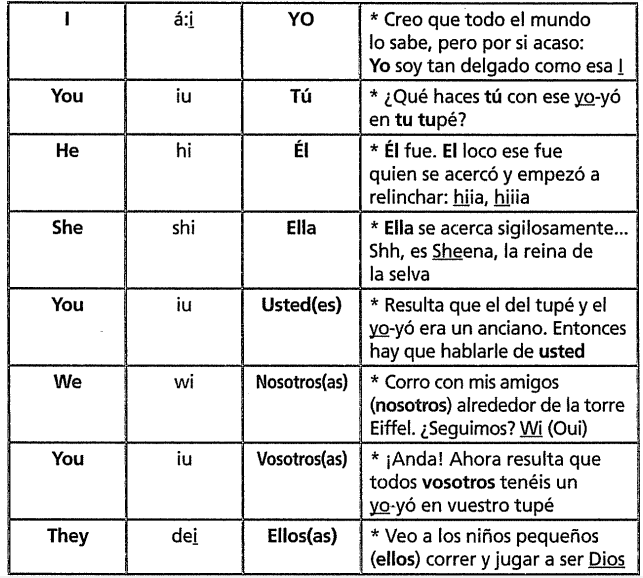 I á:i YO * Creo que todo el mundo
lo sabe, pero por si acaso:
Yo soy tan delgado como esa I
You iu Tú * ¿Qué haces tú con ese yo-yó
en tu tupé?
He hi Él * Él fue. El loco ese fue
quien se acercó y empezó a
relinchar: hiia, hiiia
She shi Ella * Ella se acerca sigilosamente...
Shh, es Sheena, la reina de
la selva
You iu Usted(es) * Resulta que el del tupé y el
yo-yó era un anciano. Entonces
hay que hablarle de usted
We wi Nosotros(as) * Corro con mis amigos
(nosotros) alrededor de la torre
Eiffel. ¿Seguimos? Wi (Oui)
You iu Vosotros(as) * ¡Anda! Ahora resulta que
todos vosotros tenéis un
yo-yó en vuestro tupé
They dei Ellos(as) * Veo a los niños pequeños
(ellos) correr y jugar a ser Dios